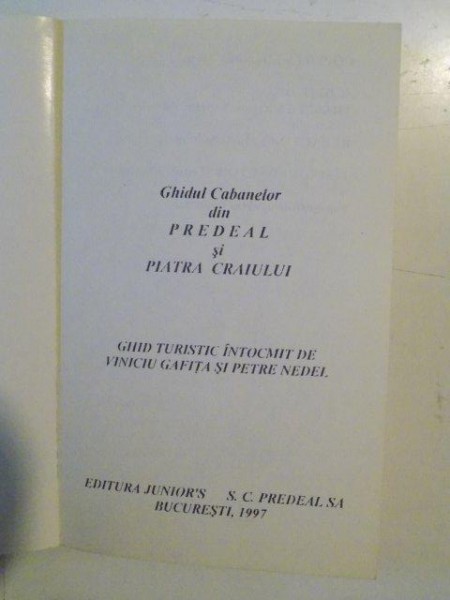 Ghidul Cabanelor
din
PREDEAL
şi
PIATRA CRAIULUI
GHID TURISTIC ÎNTOCMIT DE
VINICIU GAFIŢA ŞI PETRE NEDEL
EDITURA JUNIOR'S S. C. PREDEAL SA
BUCUREŞTI, 1997